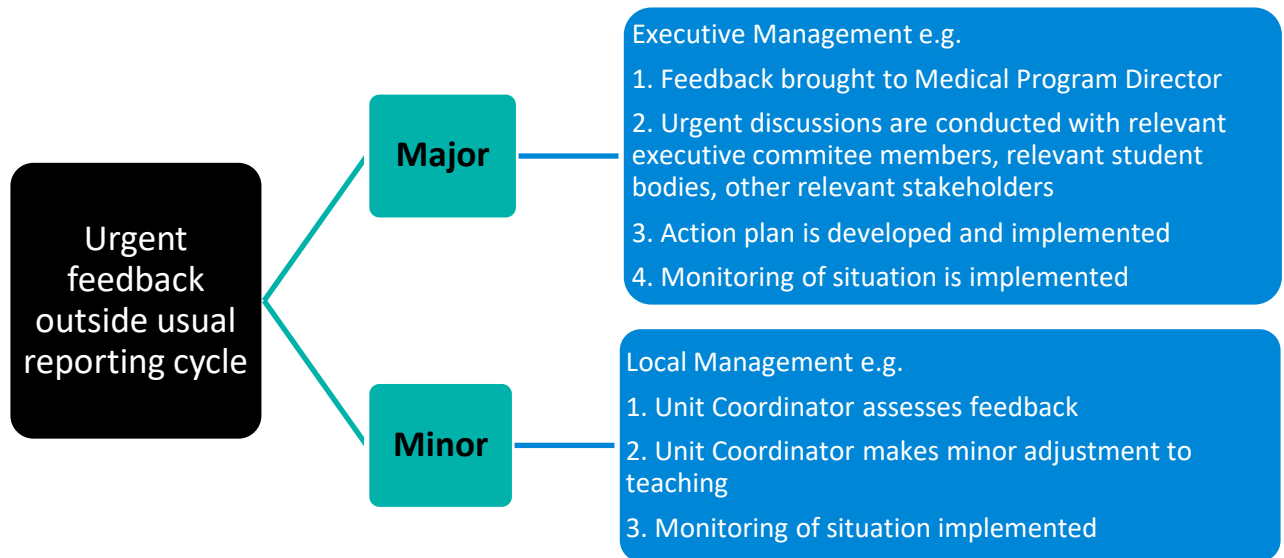 Urgent
feedback
outside usual
reporting cycle
Major
Executive Management e.g.
1. Feedback brought to Medical Program Director
2. Urgent discussions are conducted with relevant
executive commitee members, relevant student
bodies, other relevant stakeholders
3. Action plan is developed and implemented
4. Monitoring of situation is implemented
Minor
Local Management e.g.
1. Unit Coordinator assesses feedback
2. Unit Coordinator makes minor adjustment to
teaching
3. Monitoring of situation implemented